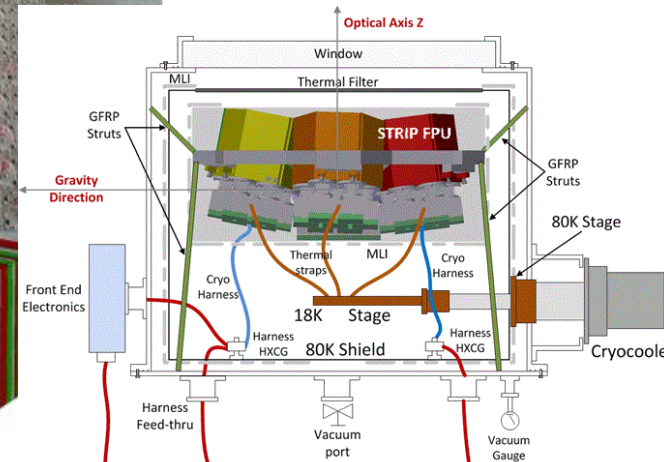 Optical Axis Z
Window
MLI
Thermal Filter
GFRP
Struts
STRIP FPU
GFRP
Struts
Gravity
Direction
80K Stage
MLI
Thermal
straps
Cryo
Harness
Cryo
Harness
Front End
Electronics
18K Stage
Harness
HXCG
80K Shield
Harness
HXCG
Cryocoole
Harness
Feed-thru
Vacuum
port
Vacuum
Gauge